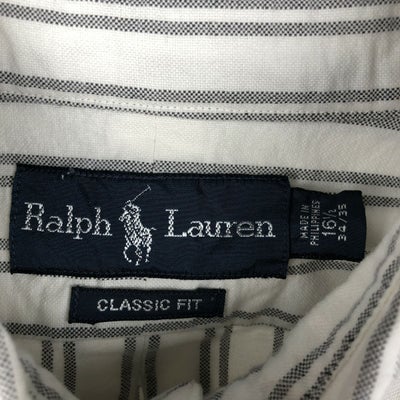 Ralph Lauren
MADE IN
PHILIPPINES
16½
34/35
CLASSIC FIT